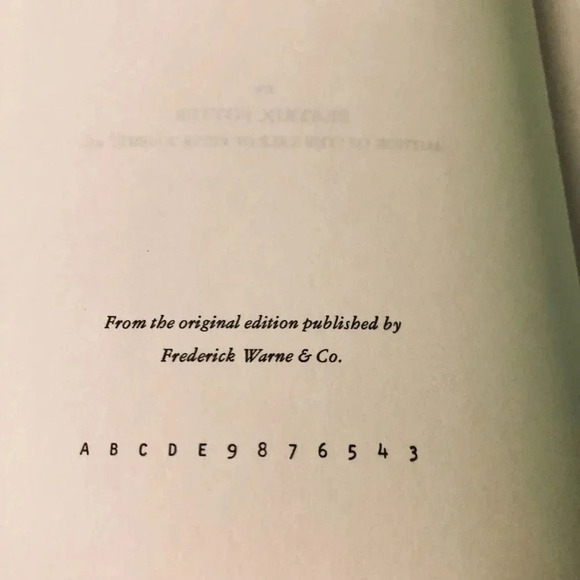 From the original edition published by
Frederick Warne & Co.
A B C D E 9 8 7 6 5 4 3